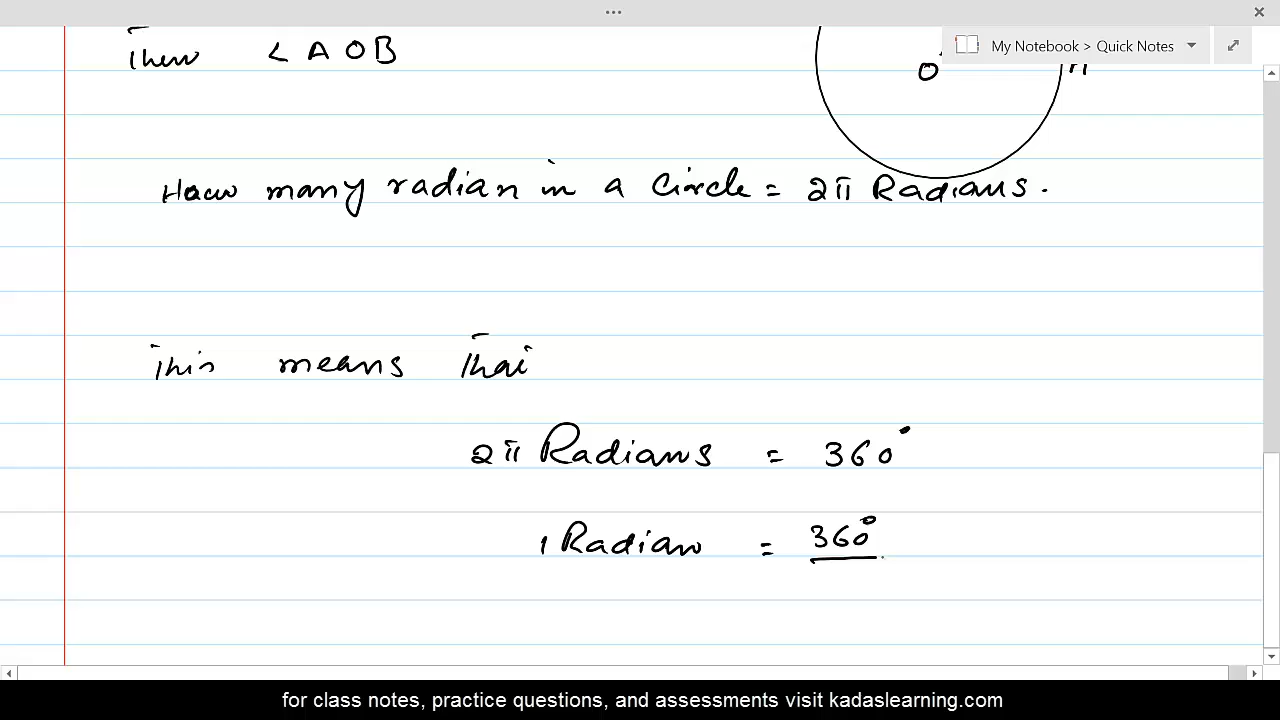 ...
My Notebook > Quick Notes
Then ∠ A O B
O
A
How many radian in a Circle = 2π Radians.
This means That
2π Radians = 360°
1 Radian = 360°
for class notes, practice questions, and assessments visit kadaslearning.com